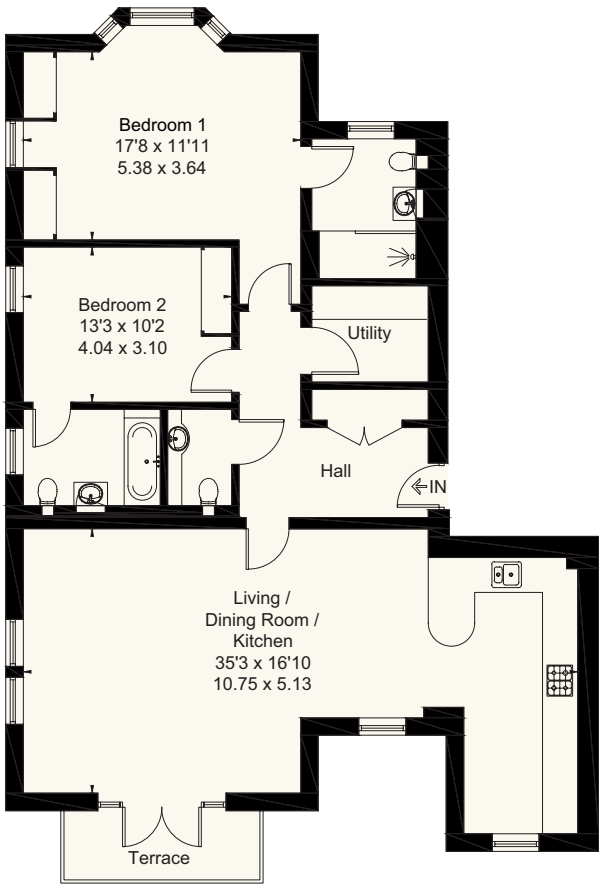 Bedroom 1
17'8 x 11'11
5.38 x 3.64
Bedroom 2
13'3 x 10'2
4.04 x 3.10
Utility
Hall
IN
Living /
Dining Room /
Kitchen
35'3 x 16'10
10.75 x 5.13
Terrace